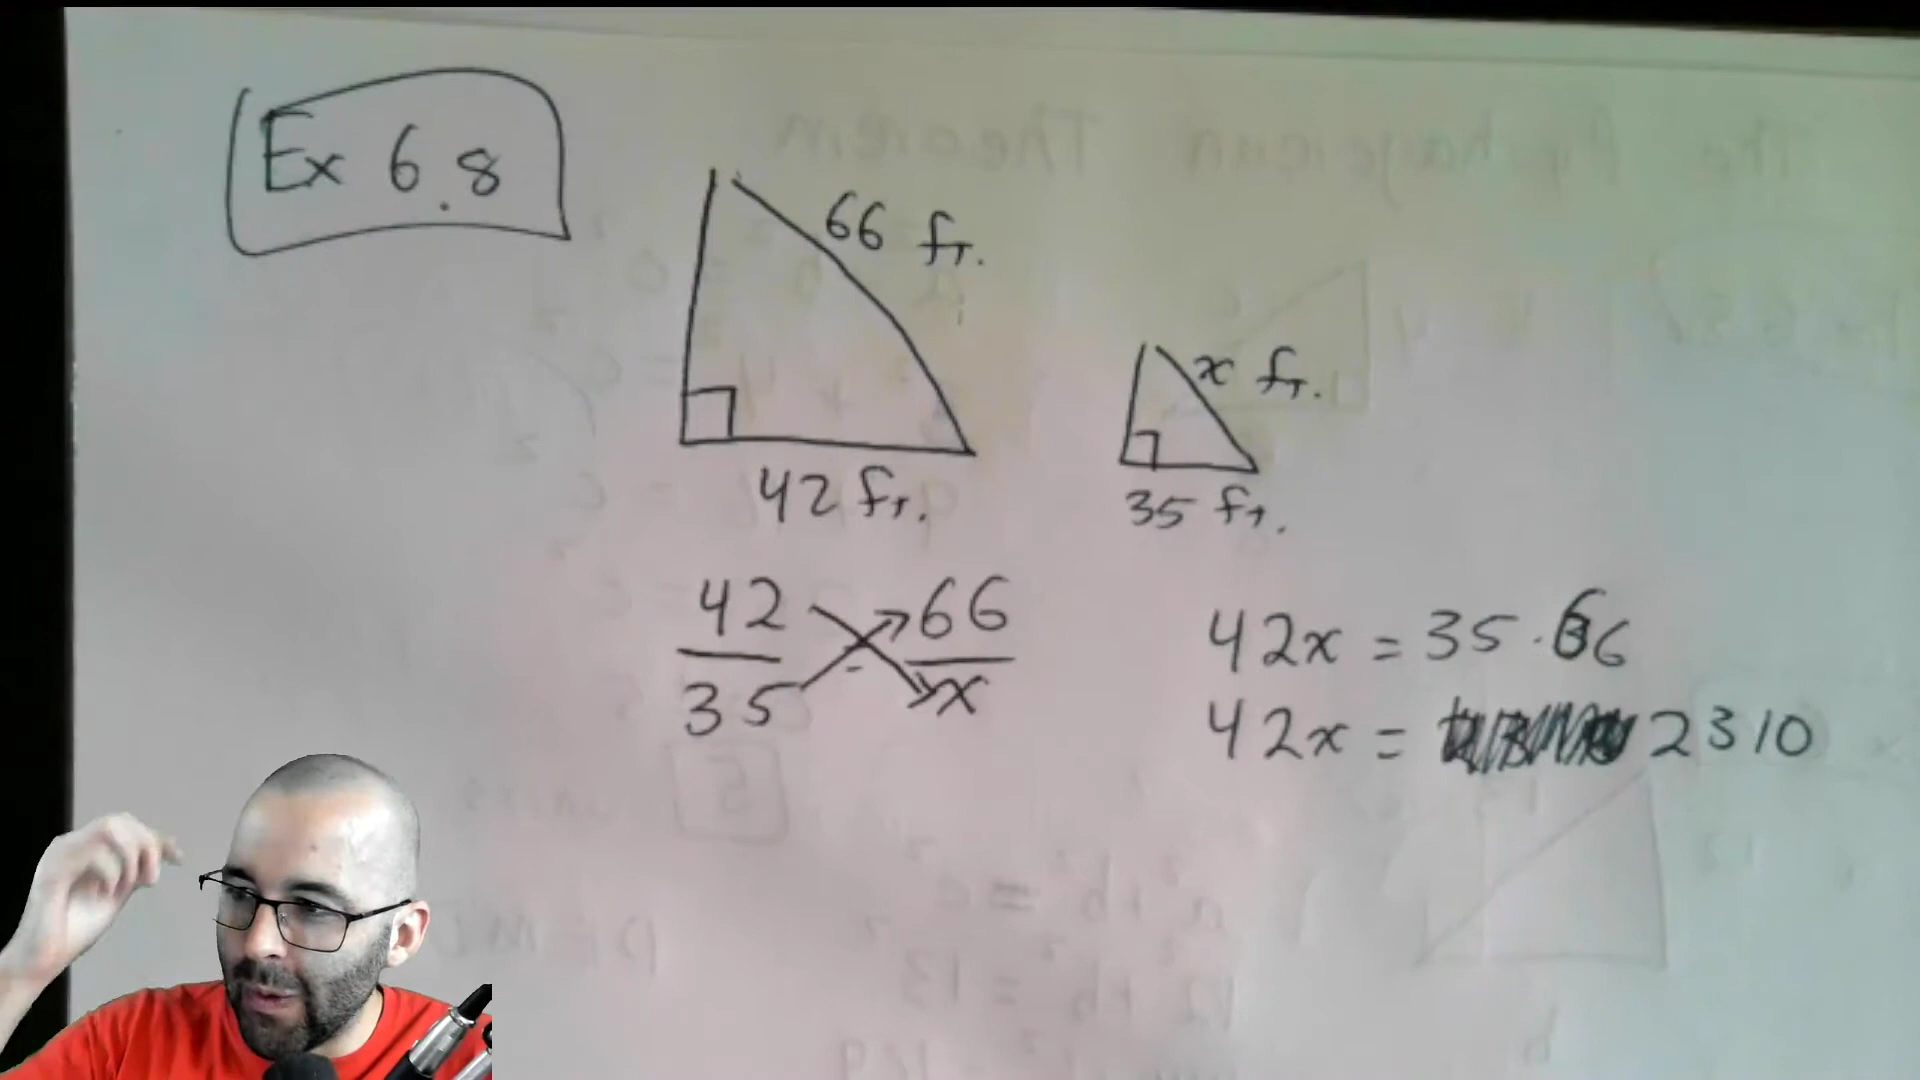 Ex 6.8
66 ft.
x ft.
42 ft.
35 ft.
42 66
35 x
42x = 35 · 66
42x = 2310